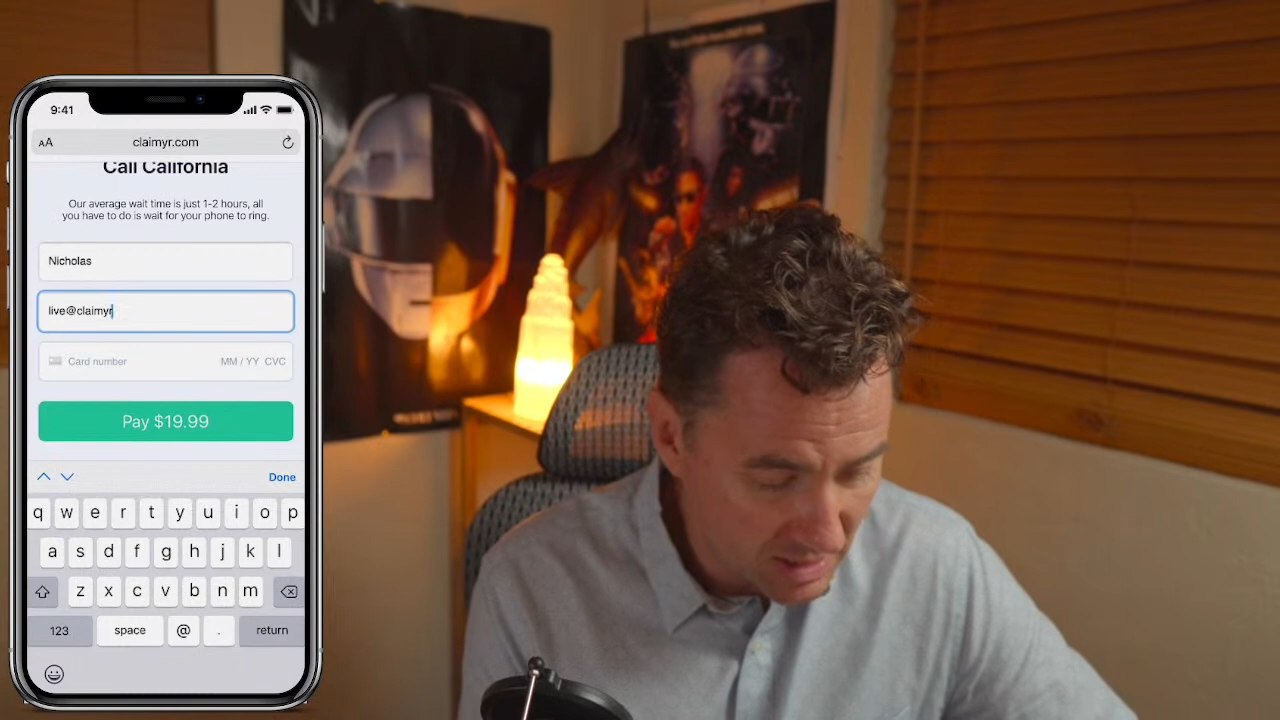 9:41
AA claimyr.com
Call California
Our average wait time is just 1-2 hours, all
you have to do is wait for your phone to ring.
Nicholas
live@claimyr
Card number MM / YY CVC
Pay $19.99
Done
q w e r t y u i o p
a s d f g h j k l
z x c v b n m
123 space @ . return